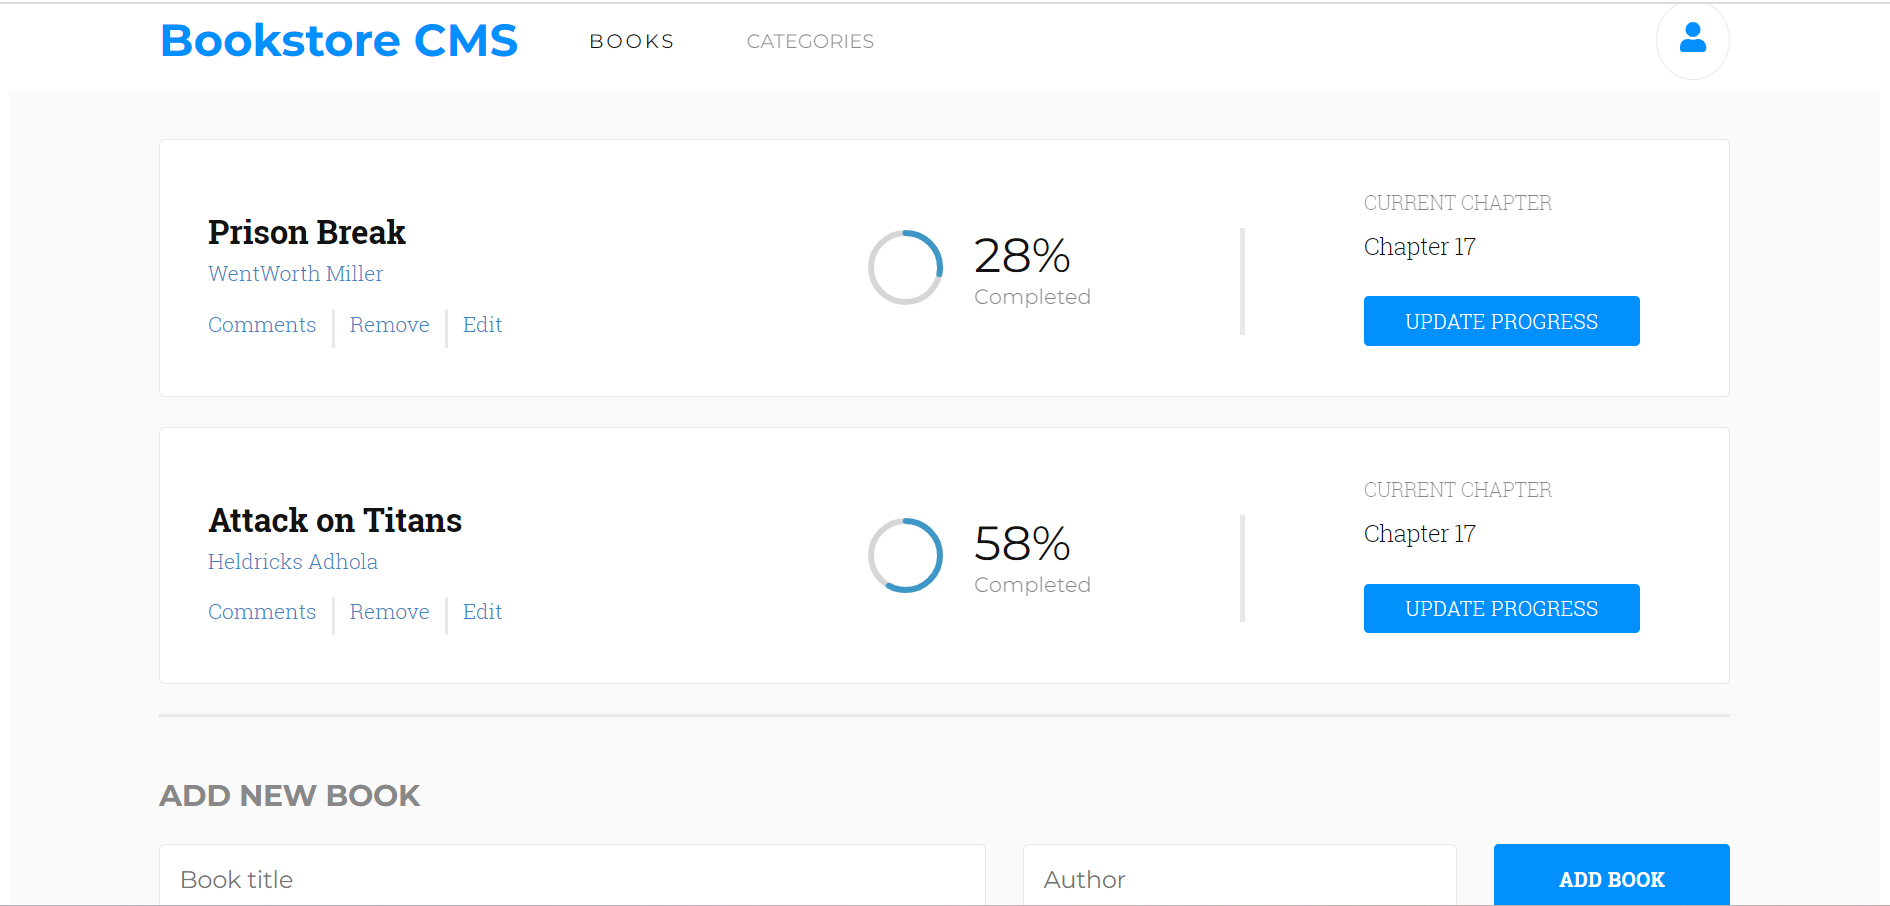 Bookstore CMS BOOKS CATEGORIES
Prison Break
WentWorth Miller
Comments Remove Edit
28%
Completed
CURRENT CHAPTER
Chapter 17
UPDATE PROGRESS
Attack on Titans
Heldricks Adhola
Comments Remove Edit
58%
Completed
CURRENT CHAPTER
Chapter 17
UPDATE PROGRESS
ADD NEW BOOK
Book title Author ADD BOOK